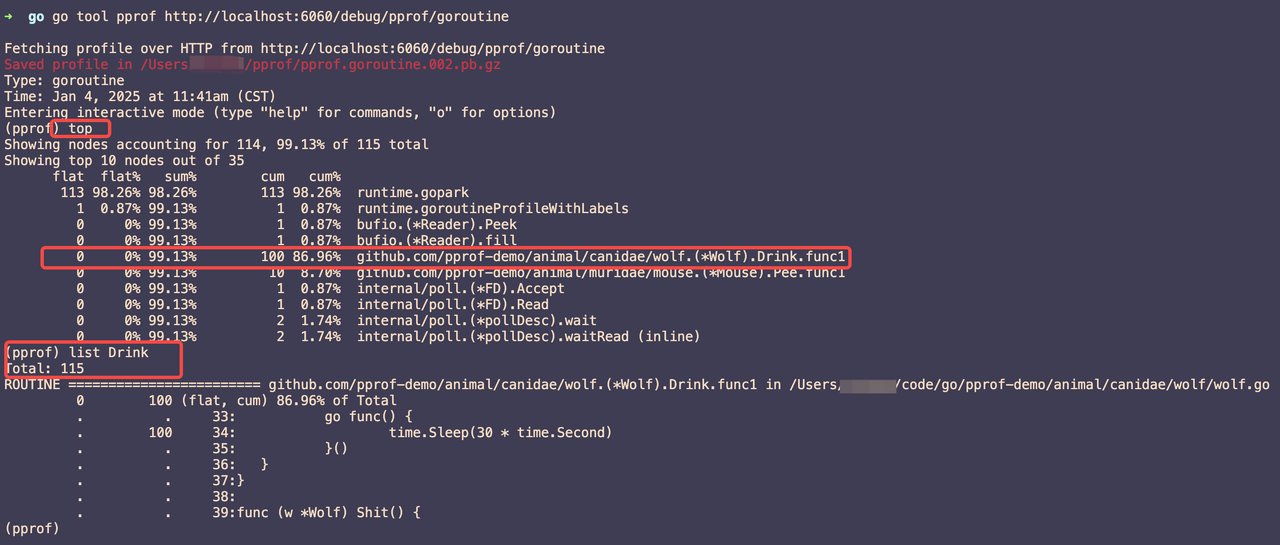 ➜  go go tool pprof http://localhost:6060/debug/pprof/goroutine
Fetching profile over HTTP from http://localhost:6060/debug/pprof/goroutine
Saved profile in /Users/pprof/pprof.goroutine.002.pb.gz
Type: goroutine
Time: Jan 4, 2025 at 11:41am (CST)
Entering interactive mode (type "help" for commands, "o" for options)
(pprof) top
Showing nodes accounting for 114, 99.13% of 115 total
Showing top 10 nodes out of 35
      flat  flat%   sum%        cum   cum%
       113 98.26% 98.26%        113 98.26%  runtime.gopark
         1  0.87% 99.13%          1  0.87%  runtime.goroutineProfileWithLabels
         0     0% 99.13%          1  0.87%  bufio.(*Reader).Peek
         0     0% 99.13%          1  0.87%  bufio.(*Reader).fill
         0     0% 99.13%        100 86.96%  github.com/pprof-demo/animal/canidae/wolf.(*Wolf).Drink.func1
         0     0% 99.13%         10  8.70%  github.com/pprof-demo/animal/muridae/mouse.(*Mouse).Pee.func1
         0     0% 99.13%          1  0.87%  internal/poll.(*FD).Accept
         0     0% 99.13%          1  0.87%  internal/poll.(*FD).Read
         0     0% 99.13%          2  1.74%  internal/poll.(*pollDesc).wait
         0     0% 99.13%          2  1.74%  internal/poll.(*pollDesc).waitRead (inline)
(pprof) list Drink
Total: 115
ROUTINE ======================== github.com/pprof-demo/animal/canidae/wolf.(*Wolf).Drink.func1 in /Users/code/go/pprof-demo/animal/canidae/wolf/wolf.go
         0        100 (flat, cum) 86.96% of Total
         .          .     33:           go func() {
         .        100     34:                   time.Sleep(30 * time.Second)
         .          .     35:           }()
         .          .     36:   }
         .          .     37:}
         .          .     38:
         .          .     39:func (w *Wolf) Shit() {
(pprof)